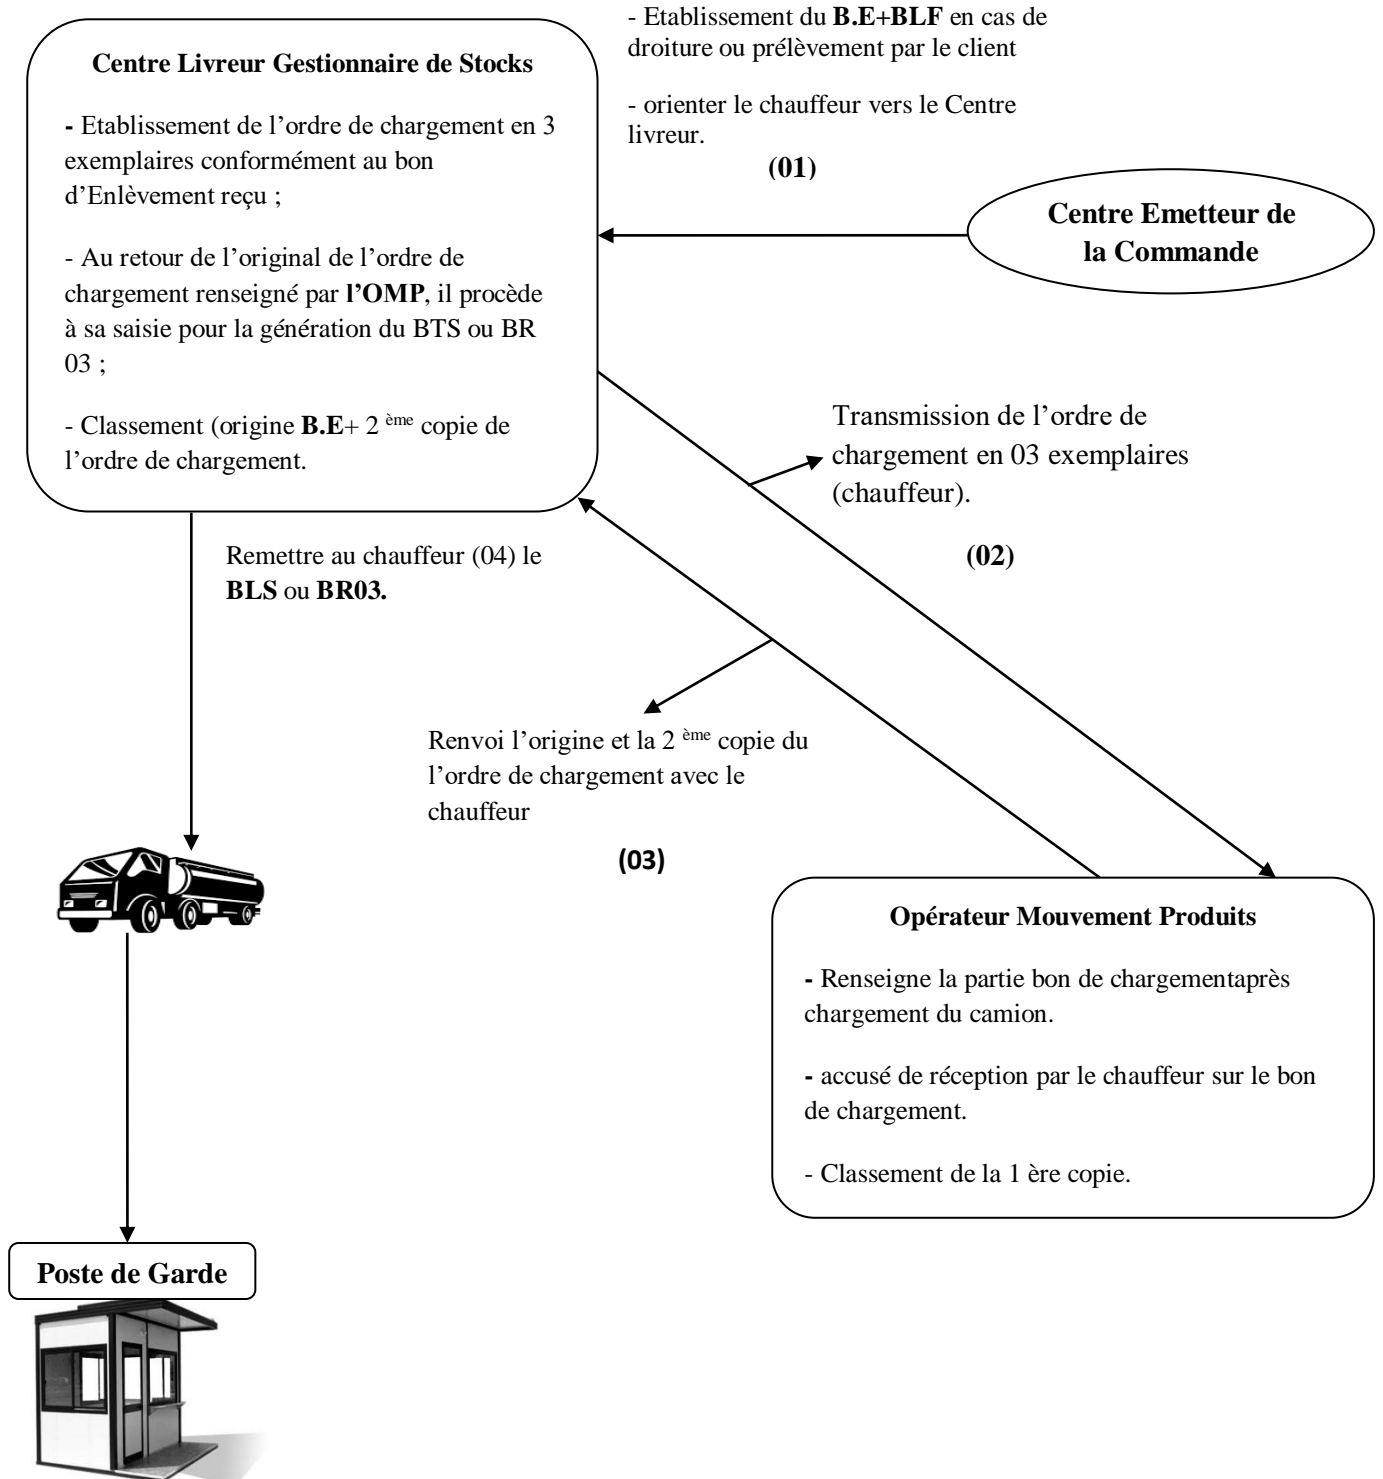 - Etablissement du B.E+BLF en cas de
droiture ou prélèvement par le client
- orienter le chauffeur vers le Centre
livreur.
(01)
Centre Livreur Gestionnaire de Stocks
- Etablissement de l’ordre de chargement en 3
exemplaires conformément au bon
d’Enlèvement reçu ;
- Au retour de l’original de l’ordre de
chargement renseigné par l’OMP, il procède
à sa saisie pour la génération du BTS ou BR
03 ;
- Classement (origine B.E+ 2 ème copie de
l’ordre de chargement.
Centre Emetteur de
la Commande
Transmission de l’ordre de
chargement en 03 exemplaires
(chauffeur).
(02)
Remettre au chauffeur (04) le
BLS ou BR03.
Renvoi l’origine et la 2 ème copie du
l’ordre de chargement avec le
chauffeur
(03)
Opérateur Mouvement Produits
- Renseigne la partie bon de chargementaprès
chargement du camion.
- accusé de réception par le chauffeur sur le bon
de chargement.
- Classement de la 1 ère copie.
Poste de Garde